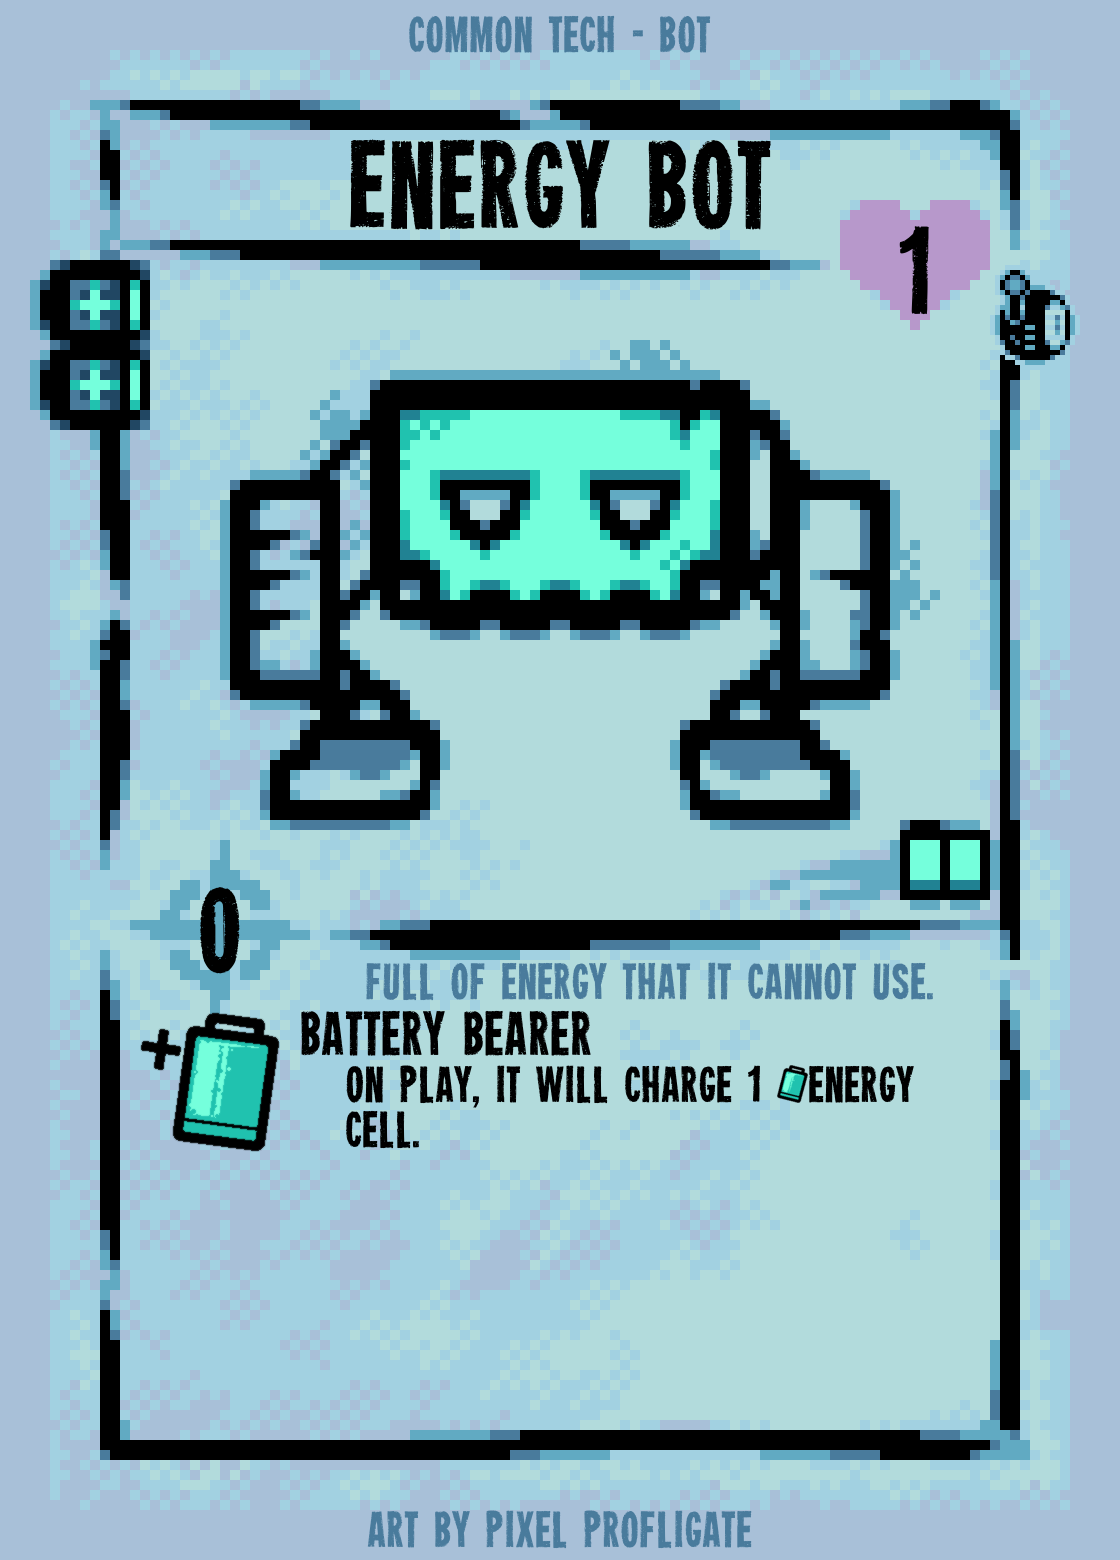 COMMON TECH - BOT
ENERGY BOT
1
0
FULL OF ENERGY THAT IT CANNOT USE.
BATTERY BEARER
ON PLAY, IT WILL CHARGE 1 ENERGY
CELL.
ART BY PIXEL PROFLIGATE